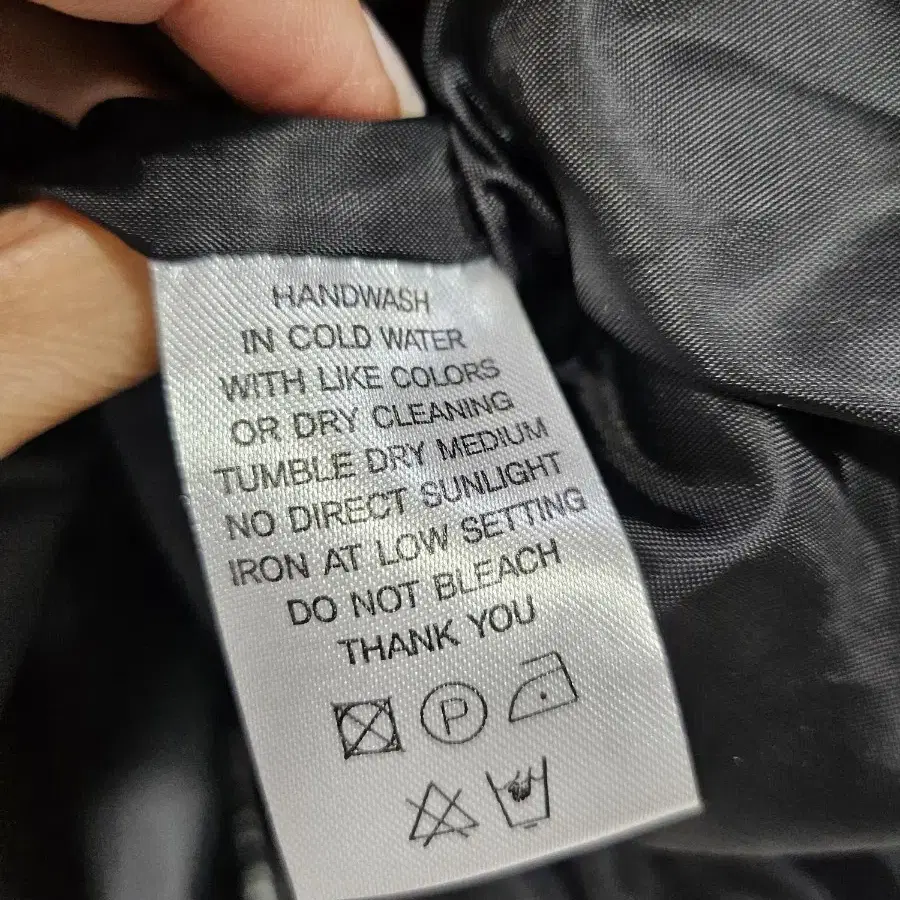 HANDWASH
IN COLD WATER
WITH LIKE COLORS
OR DRY CLEANING
TUMBLE DRY MEDIUM
NO DIRECT SUNLIGHT
IRON AT LOW SETTING
DO NOT BLEACH
THANK YOU
P